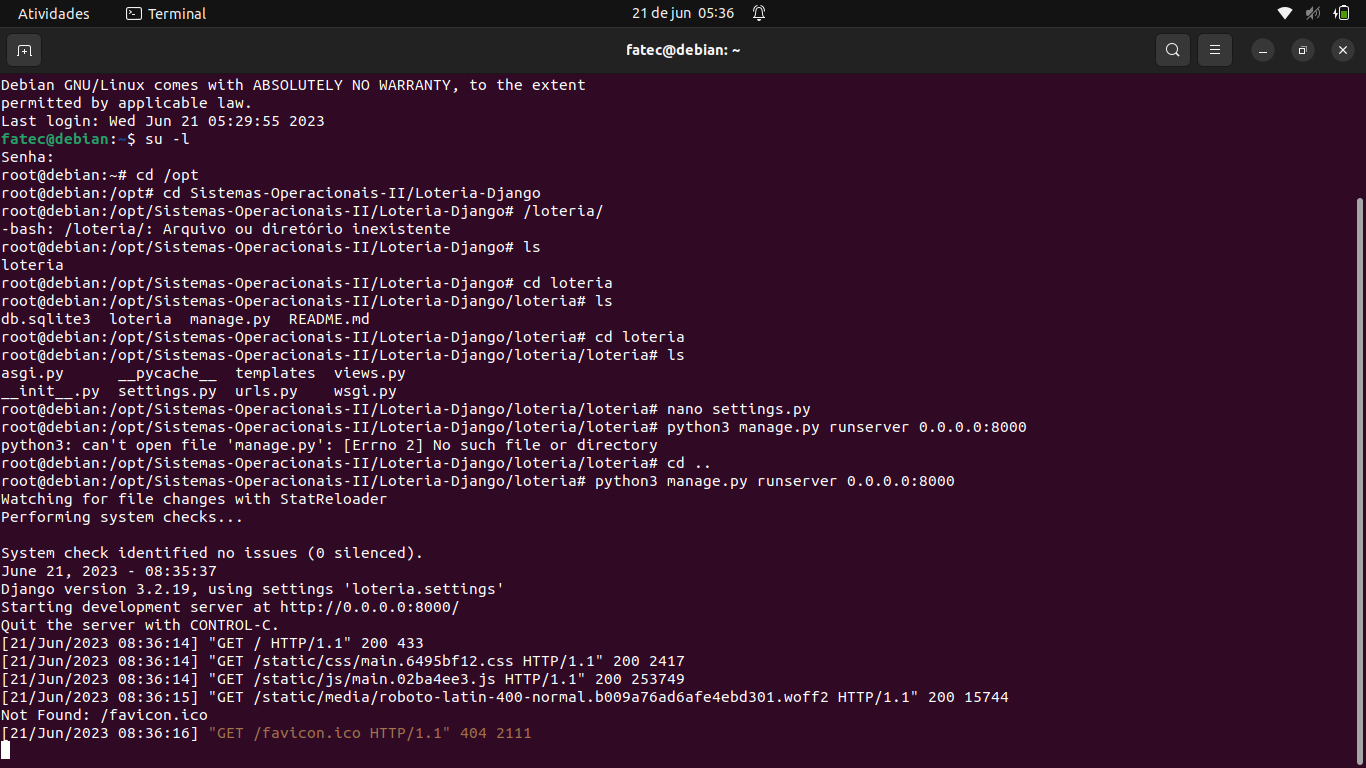 Atividades Terminal 21 de jun 05:36
fatec@debian: ~
Debian GNU/Linux comes with ABSOLUTELY NO WARRANTY, to the extent
permitted by applicable law.
Last login: Wed Jun 21 05:29:55 2023
fatec@debian:~$ su -l
Senha:
root@debian:~# cd /opt
root@debian:/opt# cd Sistemas-Operacionais-II/Loteria-Django
root@debian:/opt/Sistemas-Operacionais-II/Loteria-Django# /loteria/
-bash: /loteria/: Arquivo ou diretório inexistente
root@debian:/opt/Sistemas-Operacionais-II/Loteria-Django# ls
loteria
root@debian:/opt/Sistemas-Operacionais-II/Loteria-Django# cd loteria
root@debian:/opt/Sistemas-Operacionais-II/Loteria-Django/loteria# ls
db.sqlite3  loteria  manage.py  README.md
root@debian:/opt/Sistemas-Operacionais-II/Loteria-Django/loteria# cd loteria
root@debian:/opt/Sistemas-Operacionais-II/Loteria-Django/loteria/loteria# ls
asgi.py      __pycache__  templates  views.py
__init__.py  settings.py  urls.py    wsgi.py
root@debian:/opt/Sistemas-Operacionais-II/Loteria-Django/loteria/loteria# nano settings.py
root@debian:/opt/Sistemas-Operacionais-II/Loteria-Django/loteria/loteria# python3 manage.py runserver 0.0.0.0:8000
python3: can't open file 'manage.py': [Errno 2] No such file or directory
root@debian:/opt/Sistemas-Operacionais-II/Loteria-Django/loteria/loteria# cd ..
root@debian:/opt/Sistemas-Operacionais-II/Loteria-Django/loteria# python3 manage.py runserver 0.0.0.0:8000
Watching for file changes with StatReloader
Performing system checks...
System check identified no issues (0 silenced).
June 21, 2023 - 08:35:37
Django version 3.2.19, using settings 'loteria.settings'
Starting development server at http://0.0.0.0:8000/
Quit the server with CONTROL-C.
[21/Jun/2023 08:36:14] "GET / HTTP/1.1" 200 433
[21/Jun/2023 08:36:14] "GET /static/css/main.6495bf12.css HTTP/1.1" 200 2417
[21/Jun/2023 08:36:14] "GET /static/js/main.02ba4ee3.js HTTP/1.1" 200 253749
[21/Jun/2023 08:36:15] "GET /static/media/roboto-latin-400-normal.b009a76ad6afe4ebd301.woff2 HTTP/1.1" 200 15744
Not Found: /favicon.ico
[21/Jun/2023 08:36:16] "GET /favicon.ico HTTP/1.1" 404 2111